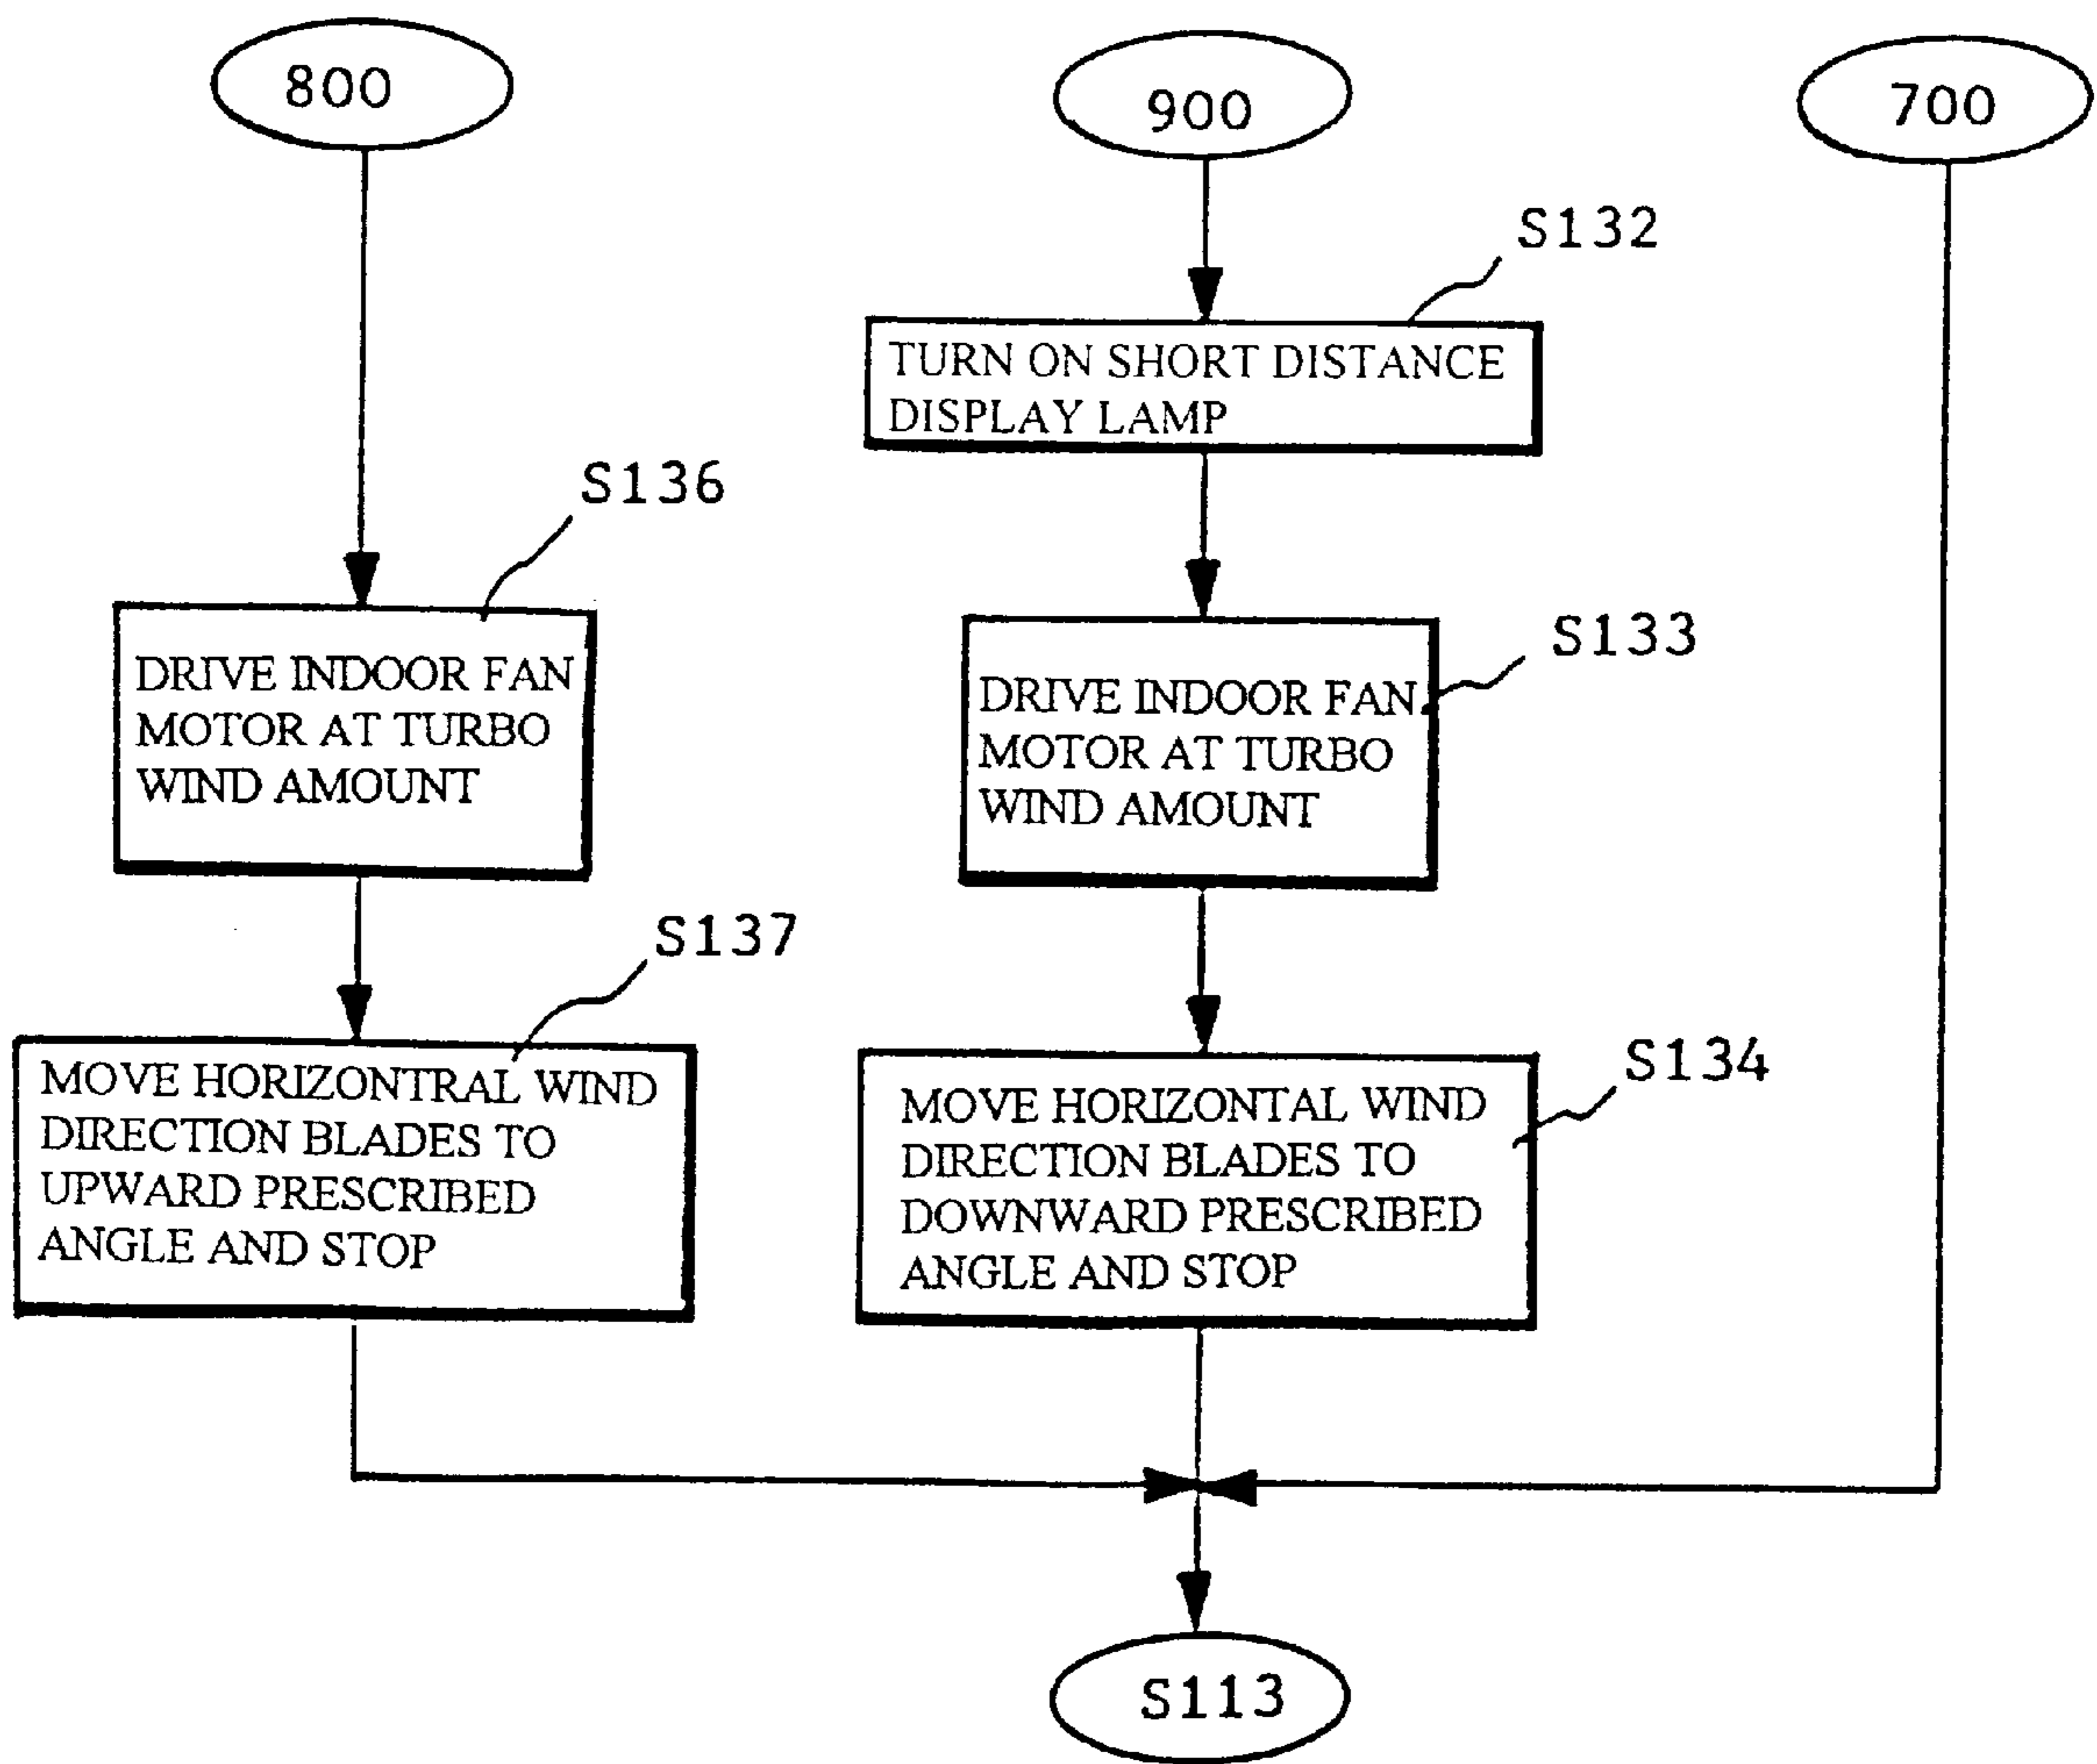 800
900
700
S132
TURN ON SHORT DISTANCE
DISPLAY LAMP
S136
DRIVE INDOOR FAN
MOTOR AT TURBO
WIND AMOUNT
S133
DRIVE INDOOR FAN
MOTOR AT TURBO
WIND AMOUNT
S137
MOVE HORIZONTRAL WIND
DIRECTION BLADES TO
UPWARD PRESCRIBED
ANGLE AND STOP
S134
MOVE HORIZONTAL WIND
DIRECTION BLADES TO
DOWNWARD PRESCRIBED
ANGLE AND STOP
S113